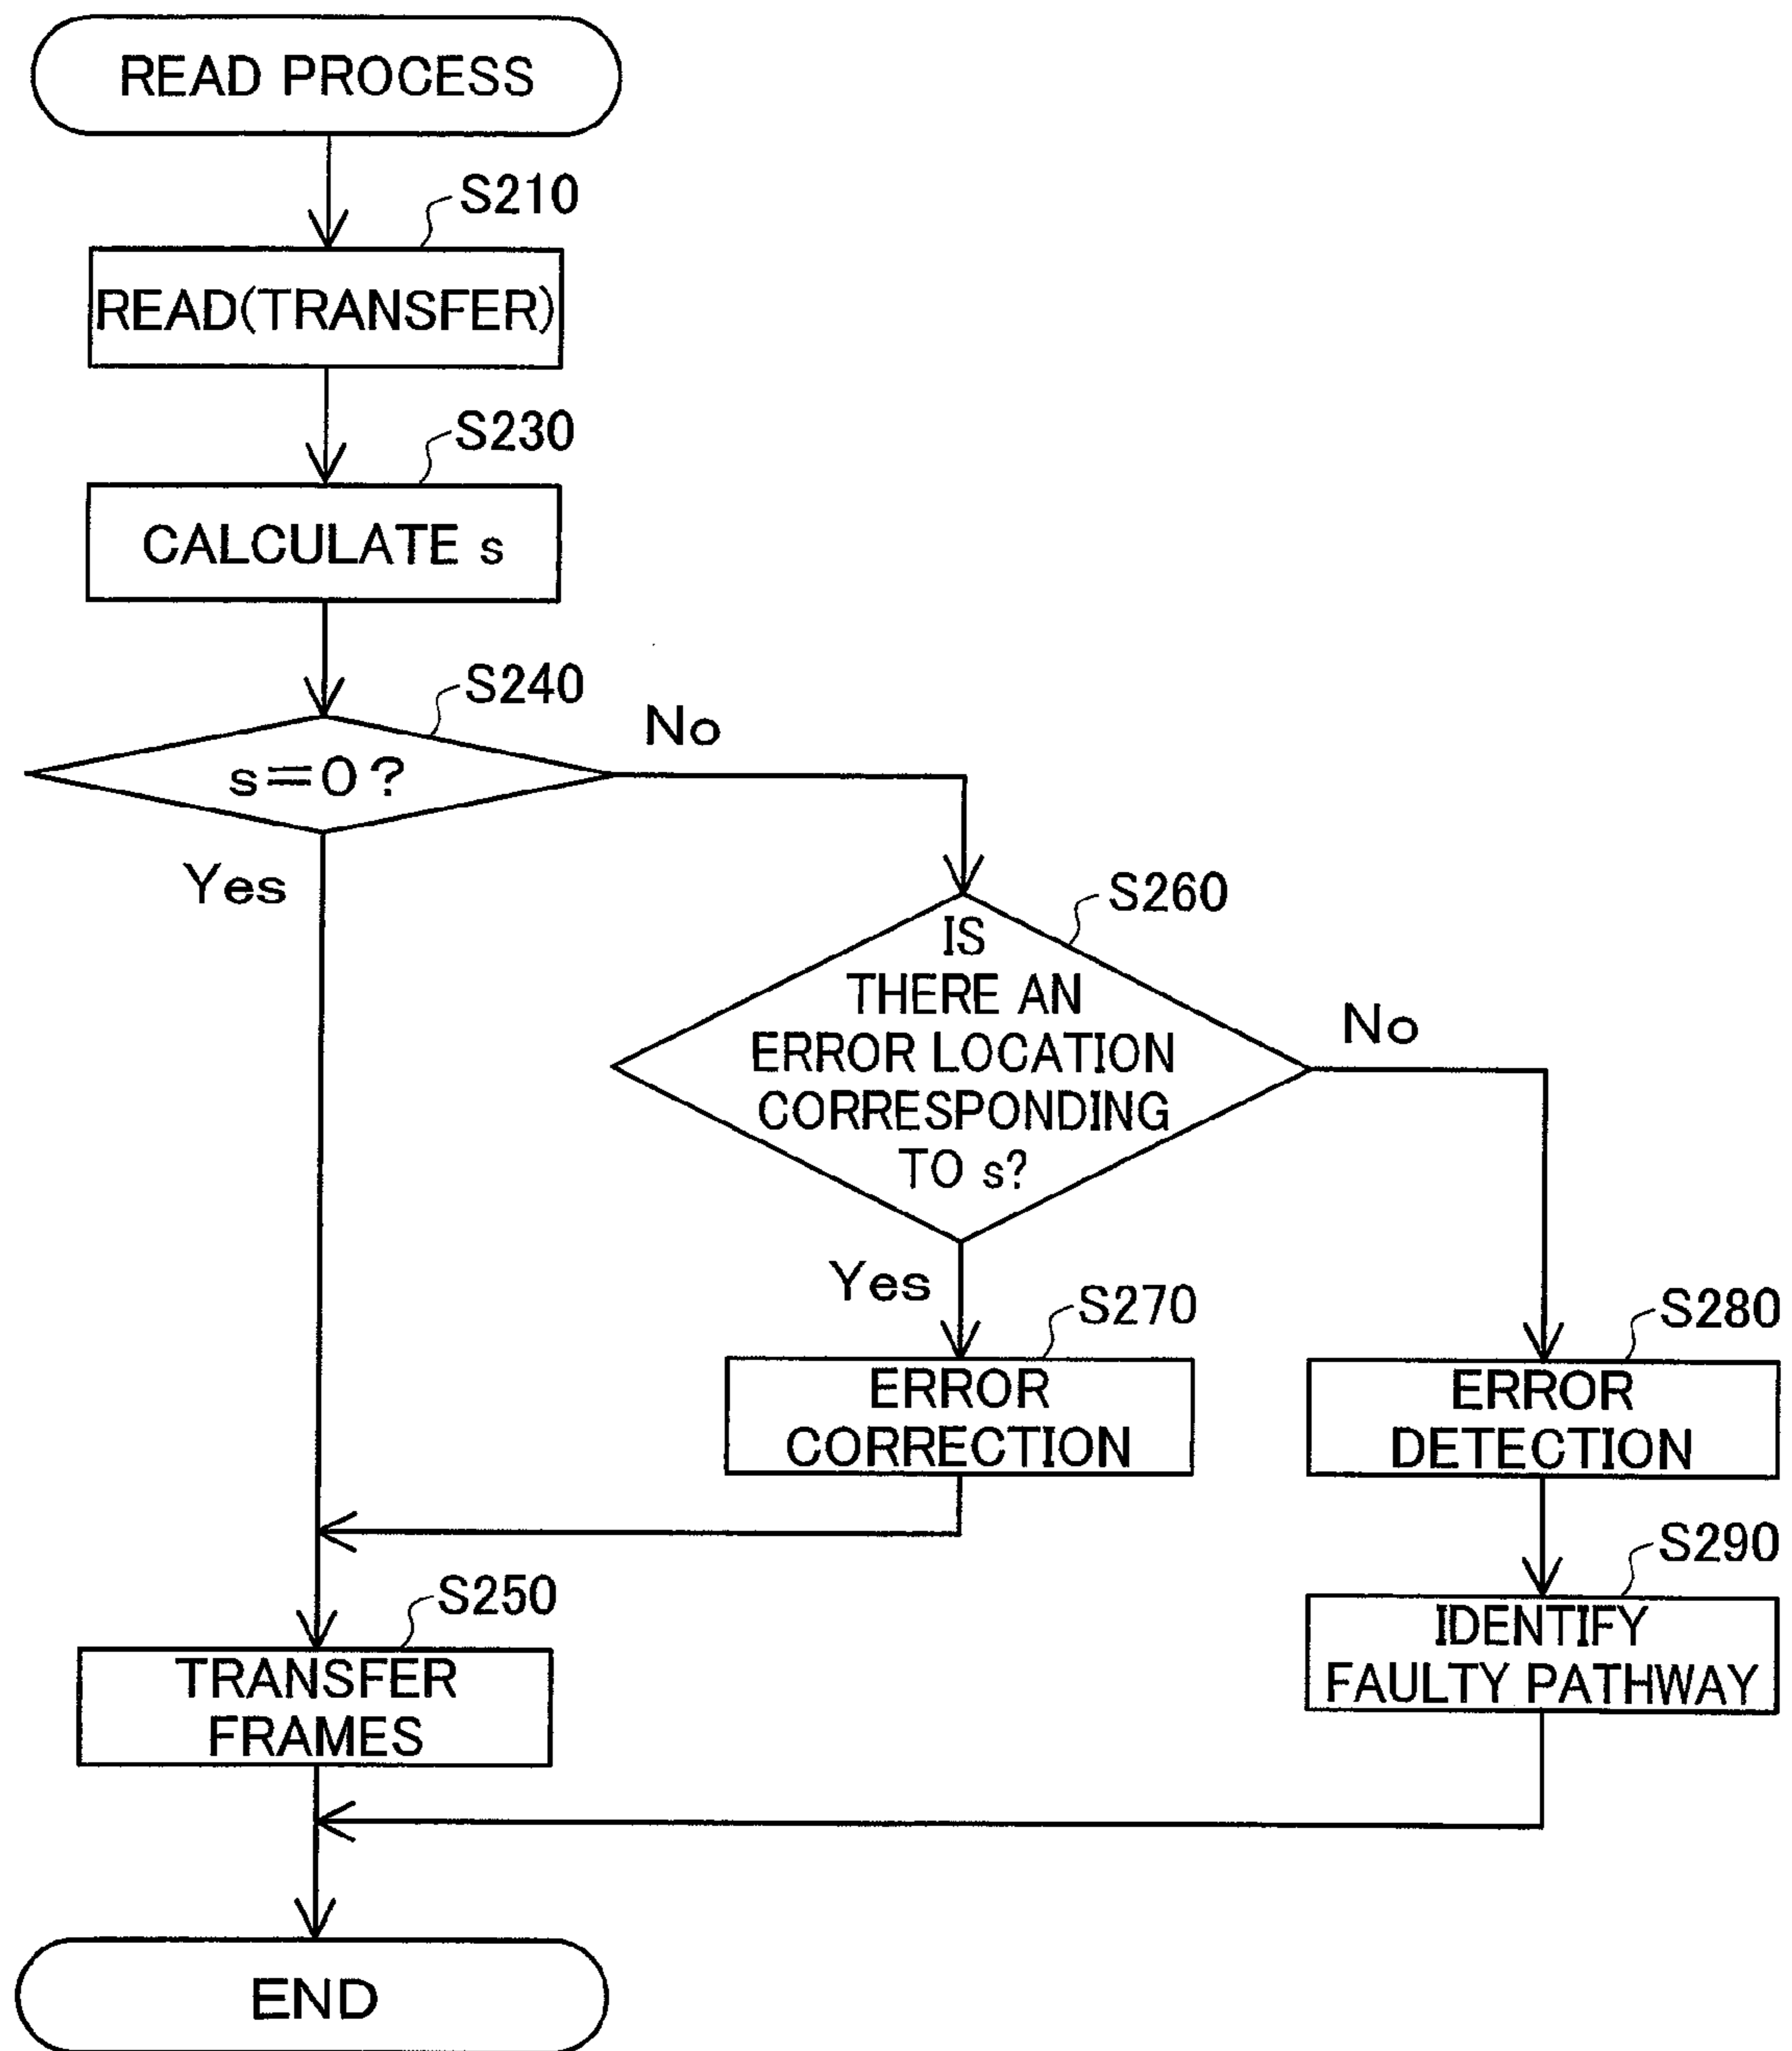 READ PROCESS
S210
READ(TRANSFER)
S230
CALCULATE s
S240
s=0?
No
Yes
S260
IS
THERE AN
ERROR LOCATION
CORRESPONDING
TO s?
No
Yes
S270
ERROR
CORRECTION
S280
ERROR
DETECTION
S290
IDENTIFY
FAULTY PATHWAY
S250
TRANSFER
FRAMES
END